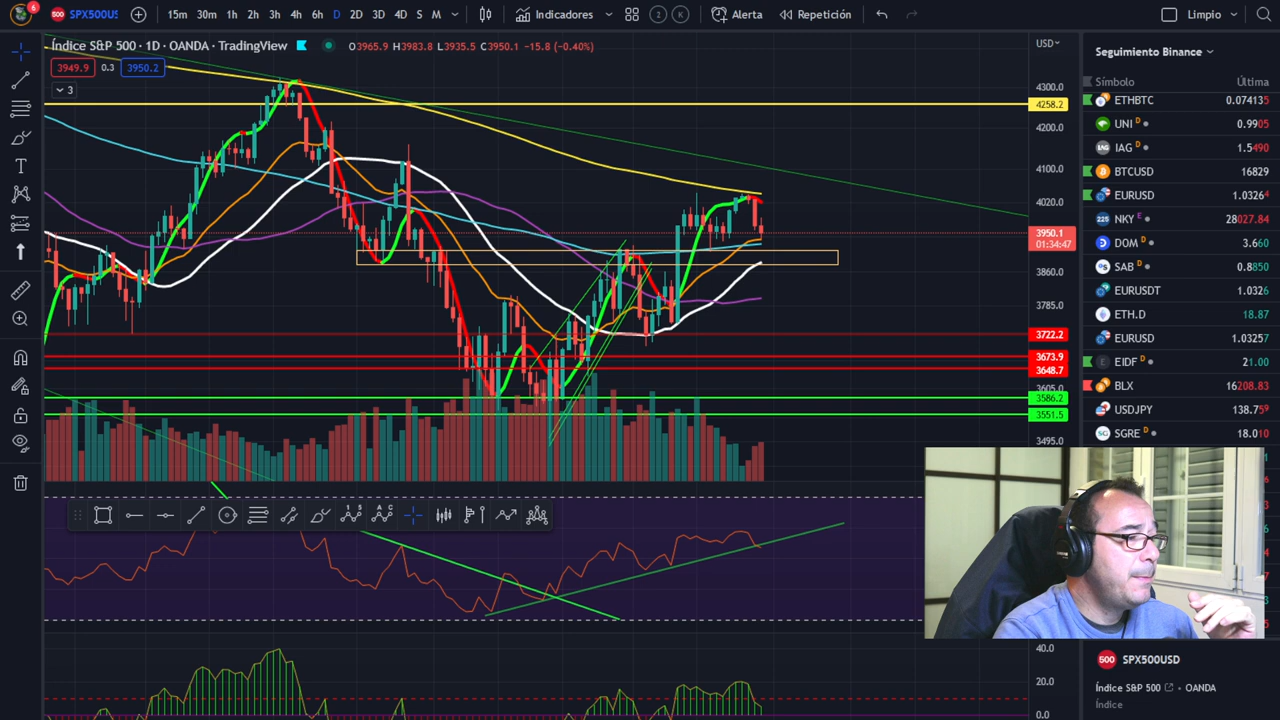 6
500 SPX500US 15m 30m 1h 2h 3h 4h 6h D 2D 3D 4D S M Indicadores 2 K Alerta Repetición Limpio
Índice S&P 500 · 1D · OANDA · TradingView O3965.9 H3983.8 L3935.5 C3950.1 -15.8 (-0.40%)
3949.9 0.3 3950.2
3
USD
4300.0
4258.2
4200.0
4100.0
4020.0
3950.1
01:34:47
3860.0
3785.0
3722.2
3673.9
3648.7
3605.0
3586.2
3551.5
3495.0
40.0
20.0
0.0
Seguimiento Binance
Símbolo Última
ETHBTC 0.074135
UNI D 0.9905
IAG D 1.5490
BTCUSD 16829
EURUSD 1.0326
NKY E 28027.84
DOM D 3.660
SAB D 0.8850
EURUSDT 1.0326
ETH.D 18.87
EURUSD 1.03257
EIDF D 21.00
BLX 16208.83
USDJPY 138.759
SGRE D 18.010
500 SPX500USD
Índice S&P 500 · OANDA
Índice